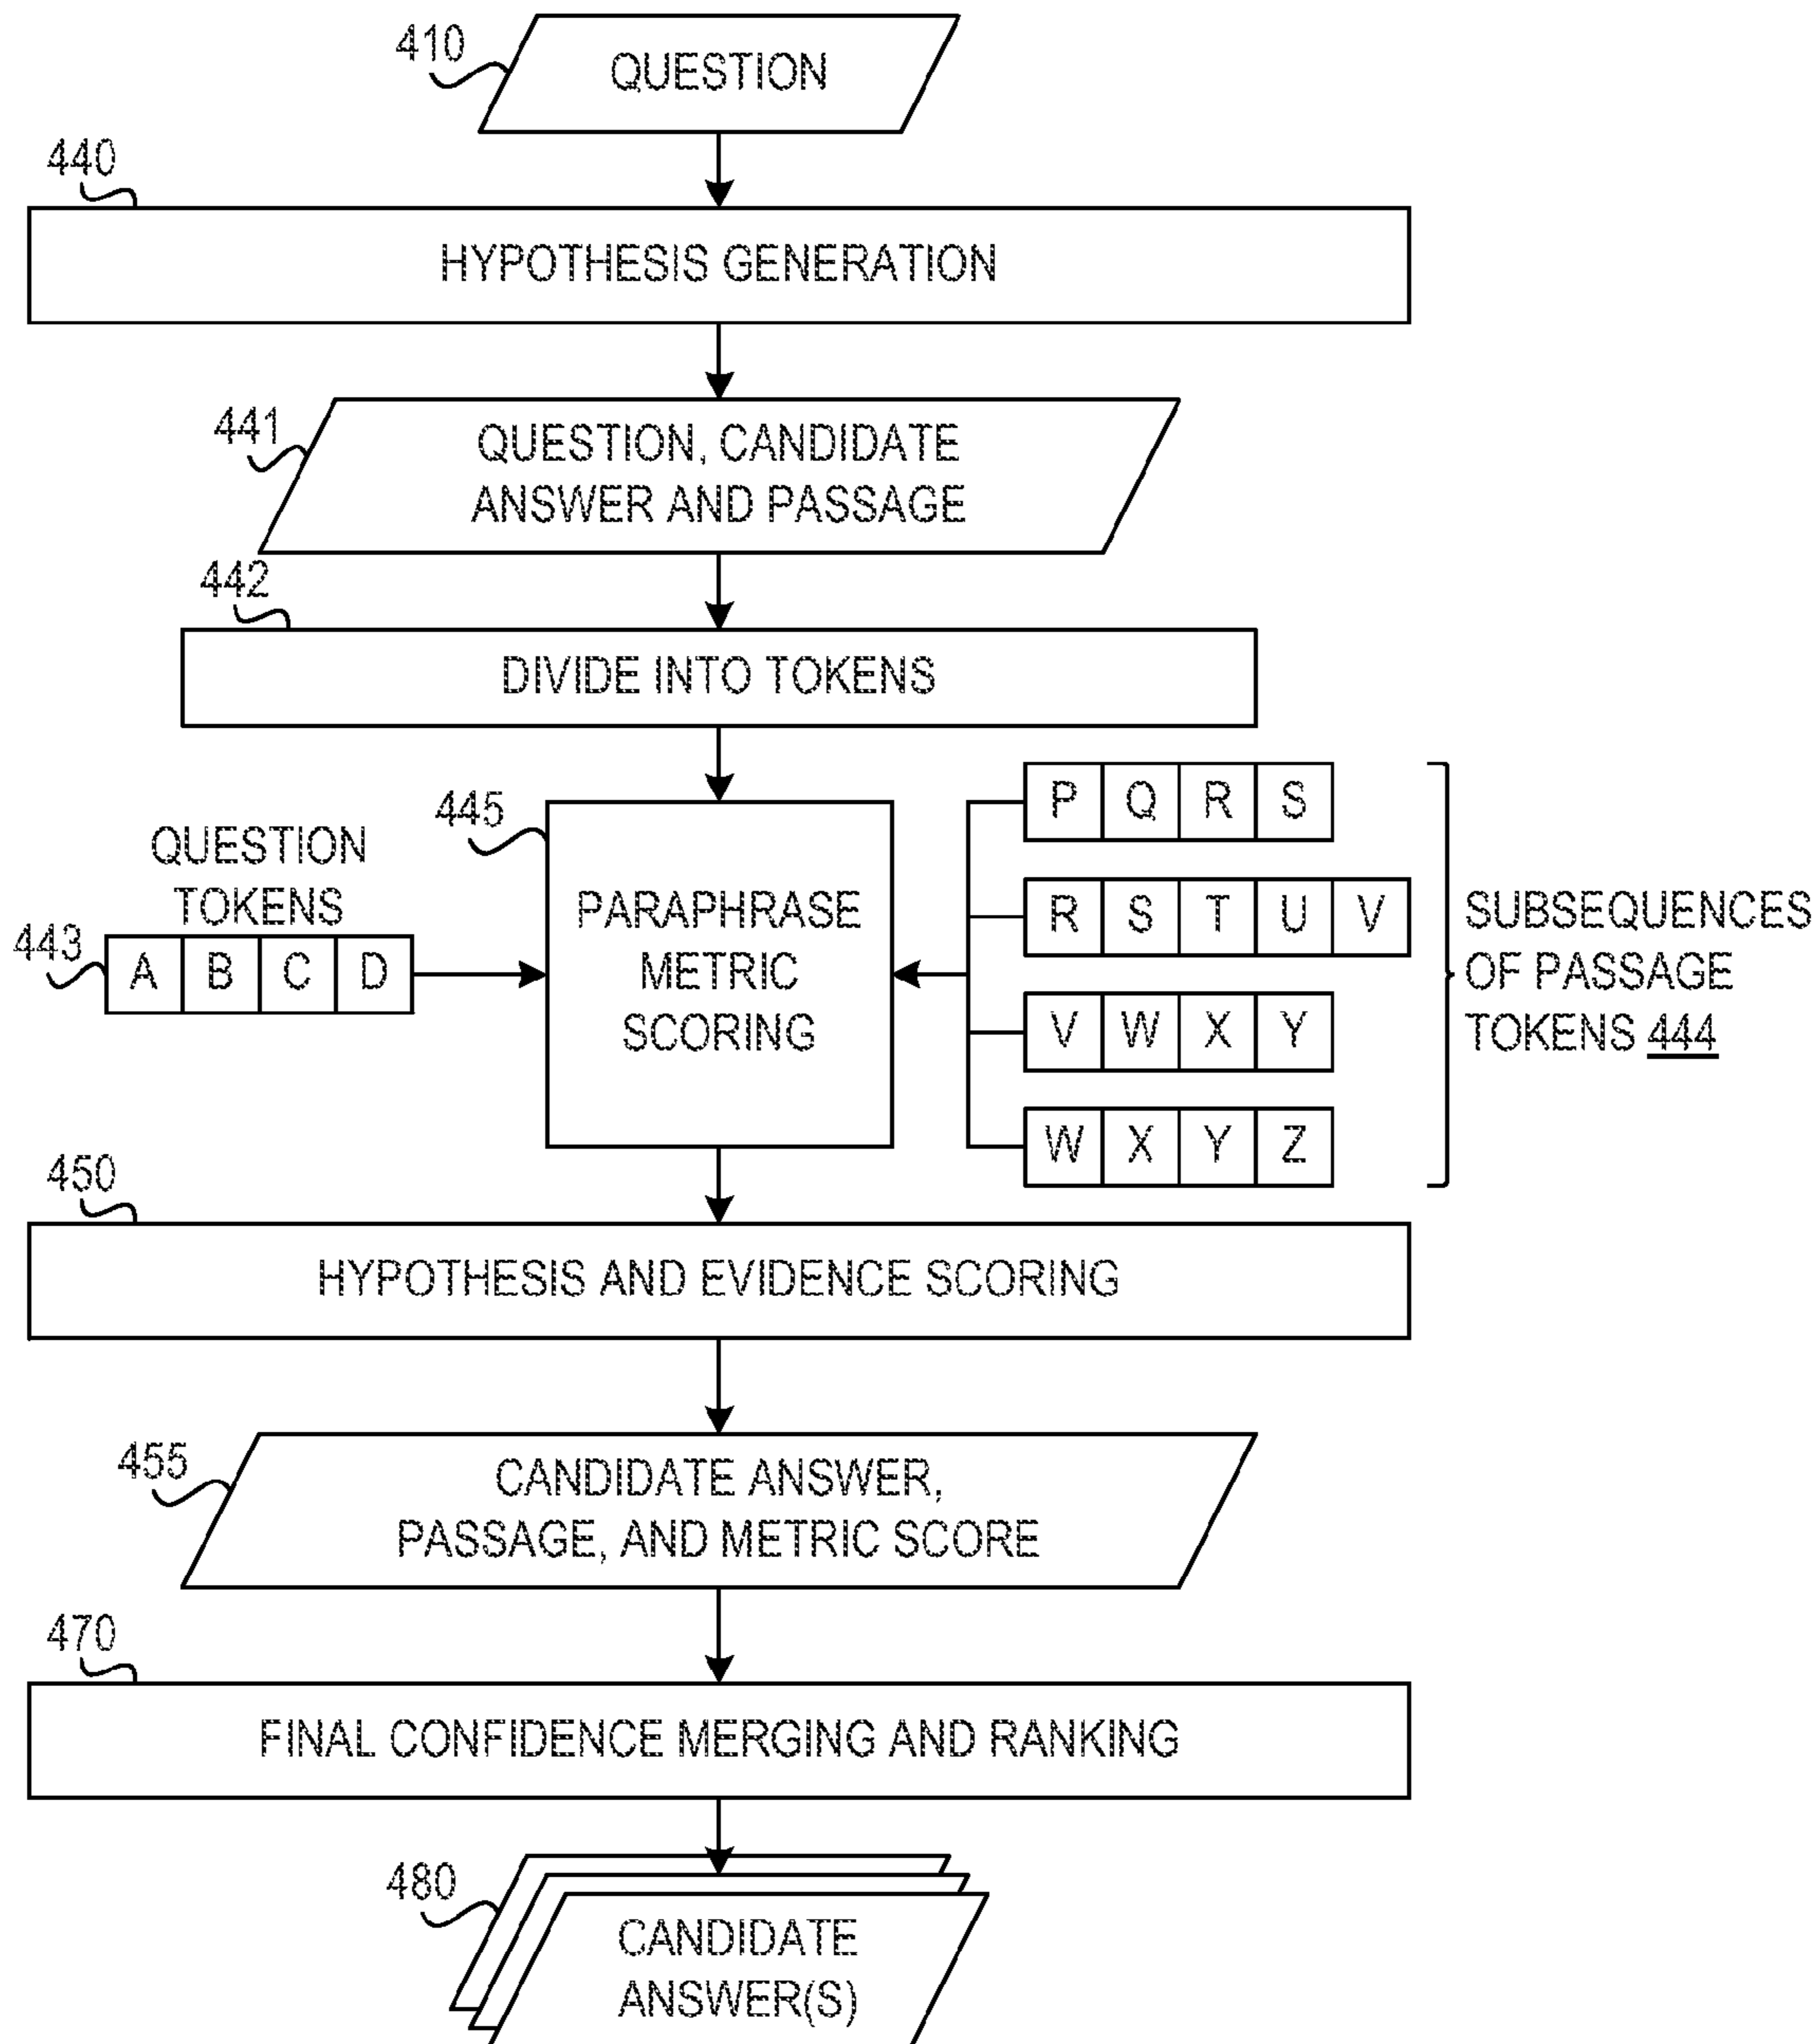 410
QUESTION
440
HYPOTHESIS GENERATION
441
QUESTION, CANDIDATE
ANSWER AND PASSAGE
442
DIVIDE INTO TOKENS
445
PARAPHRASE
METRIC
SCORING
QUESTION
TOKENS
443
A B C D
P Q R S
R S T U V
V W X Y
W X Y Z
SUBSEQUENCES
OF PASSAGE
TOKENS 444
450
HYPOTHESIS AND EVIDENCE SCORING
455
CANDIDATE ANSWER,
PASSAGE, AND METRIC SCORE
470
FINAL CONFIDENCE MERGING AND RANKING
480
CANDIDATE
ANSWER(S)